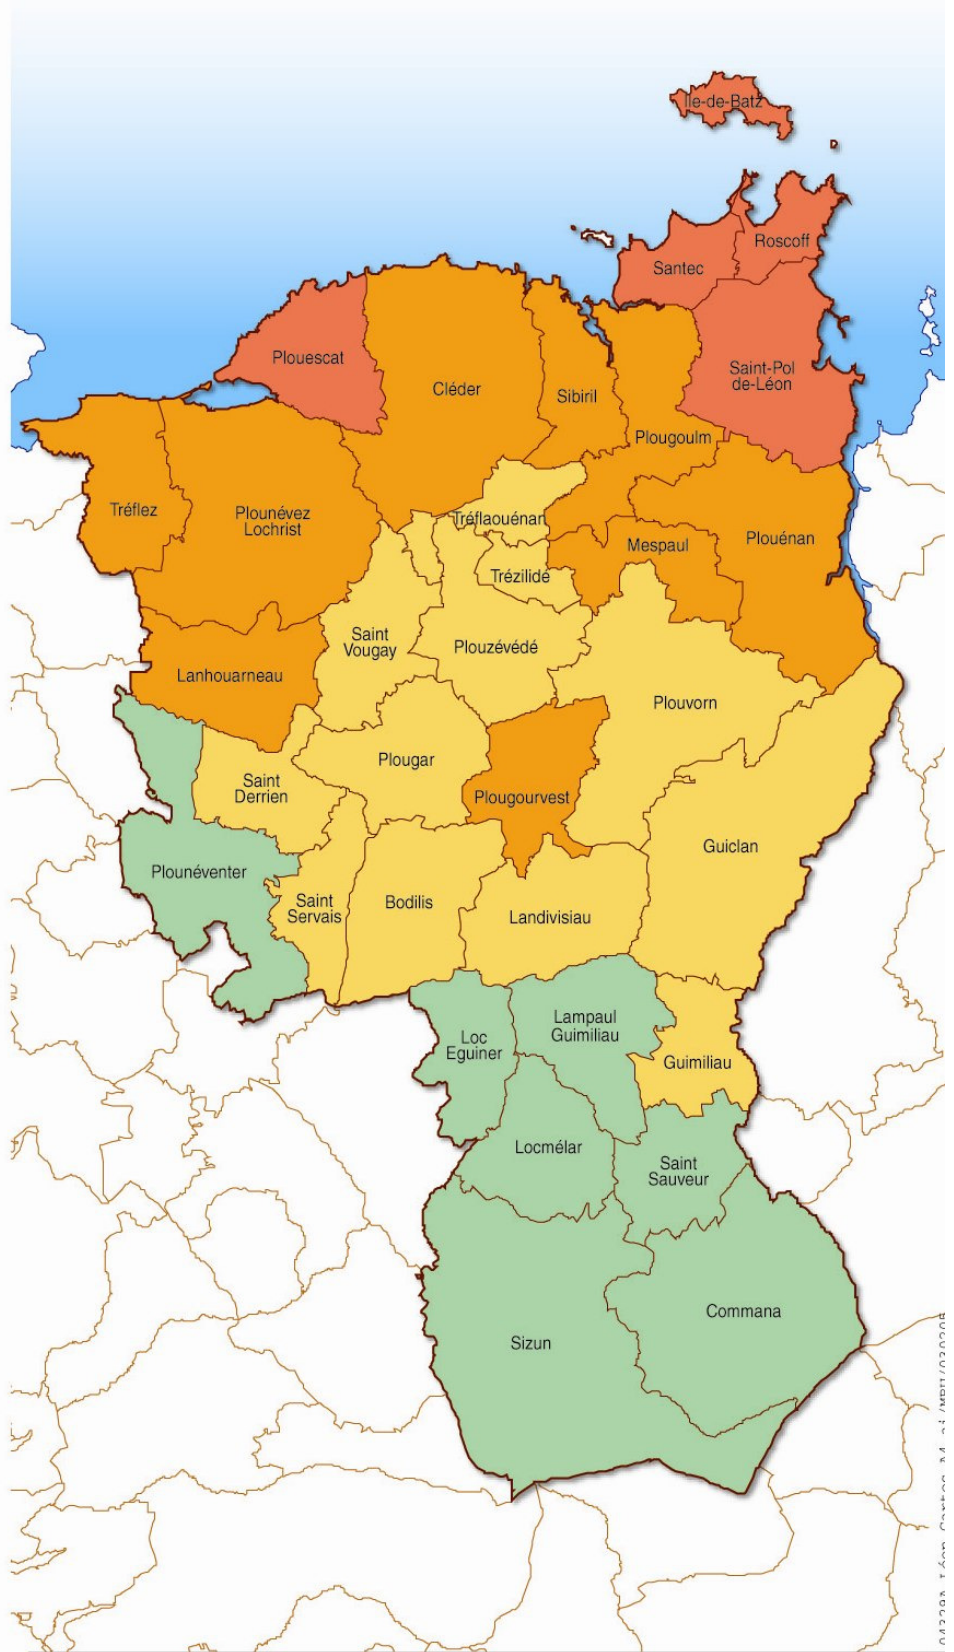 Ile-de-Batz
Roscoff
Santec
Plouescat
Saint-Pol
de-Léon
Cléder
Sibiril
Plougoulm
Tréflez
Plounévez
Lochrist
Tréflaouénan
Mespaul
Plouénan
Trézilidé
Saint
Vougay
Plouzévédé
Lanhouarneau
Plouvorn
Plougar
Saint
Derrien
Plougourvest
Guiclan
Plounéventer
Saint
Servais
Bodilis
Landivisiau
Lampaul
Guimiliau
Loc
Eguiner
Guimiliau
Locmélar
Saint
Sauveur
Commana
Sizun